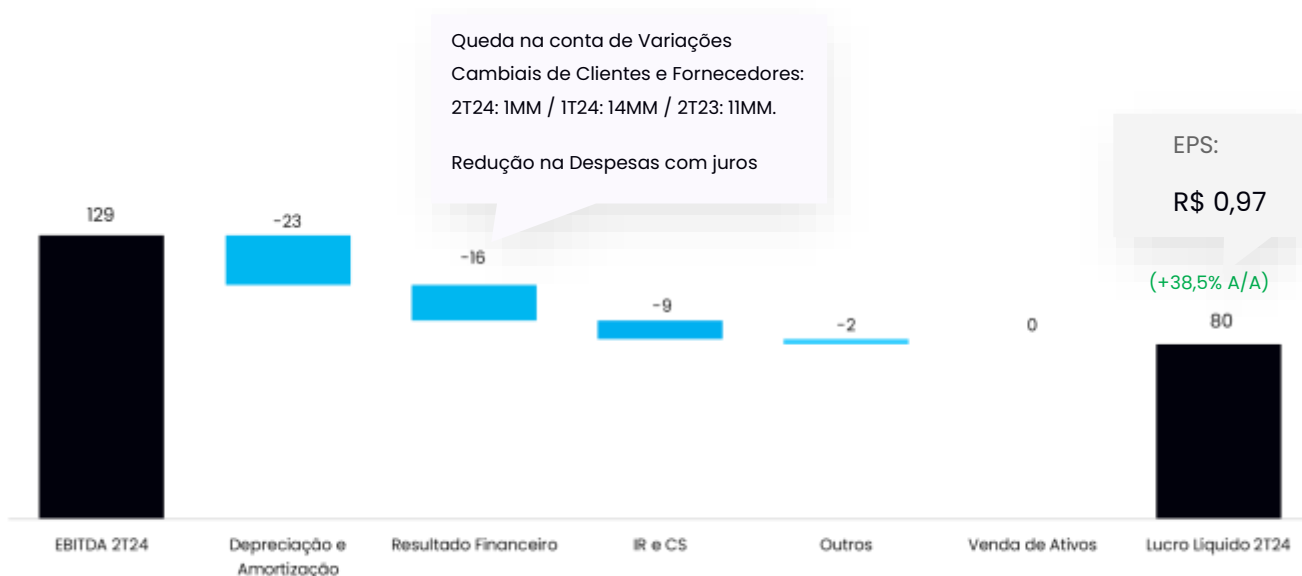 Queda na conta de Variações
Cambiais de Clientes e Fornecedores:
2T24: 1MM / 1T24: 14MM / 2T23: 11MM.
Redução na Despesas com juros
EPS:
R$ 0,97
(+38,5% A/A)
129
-23
-16
-9
-2
0
80
EBITDA 2T24
Depreciação e
Amortização
Resultado Financeiro
IR e CS
Outros
Venda de Ativos
Lucro Líquido 2T24